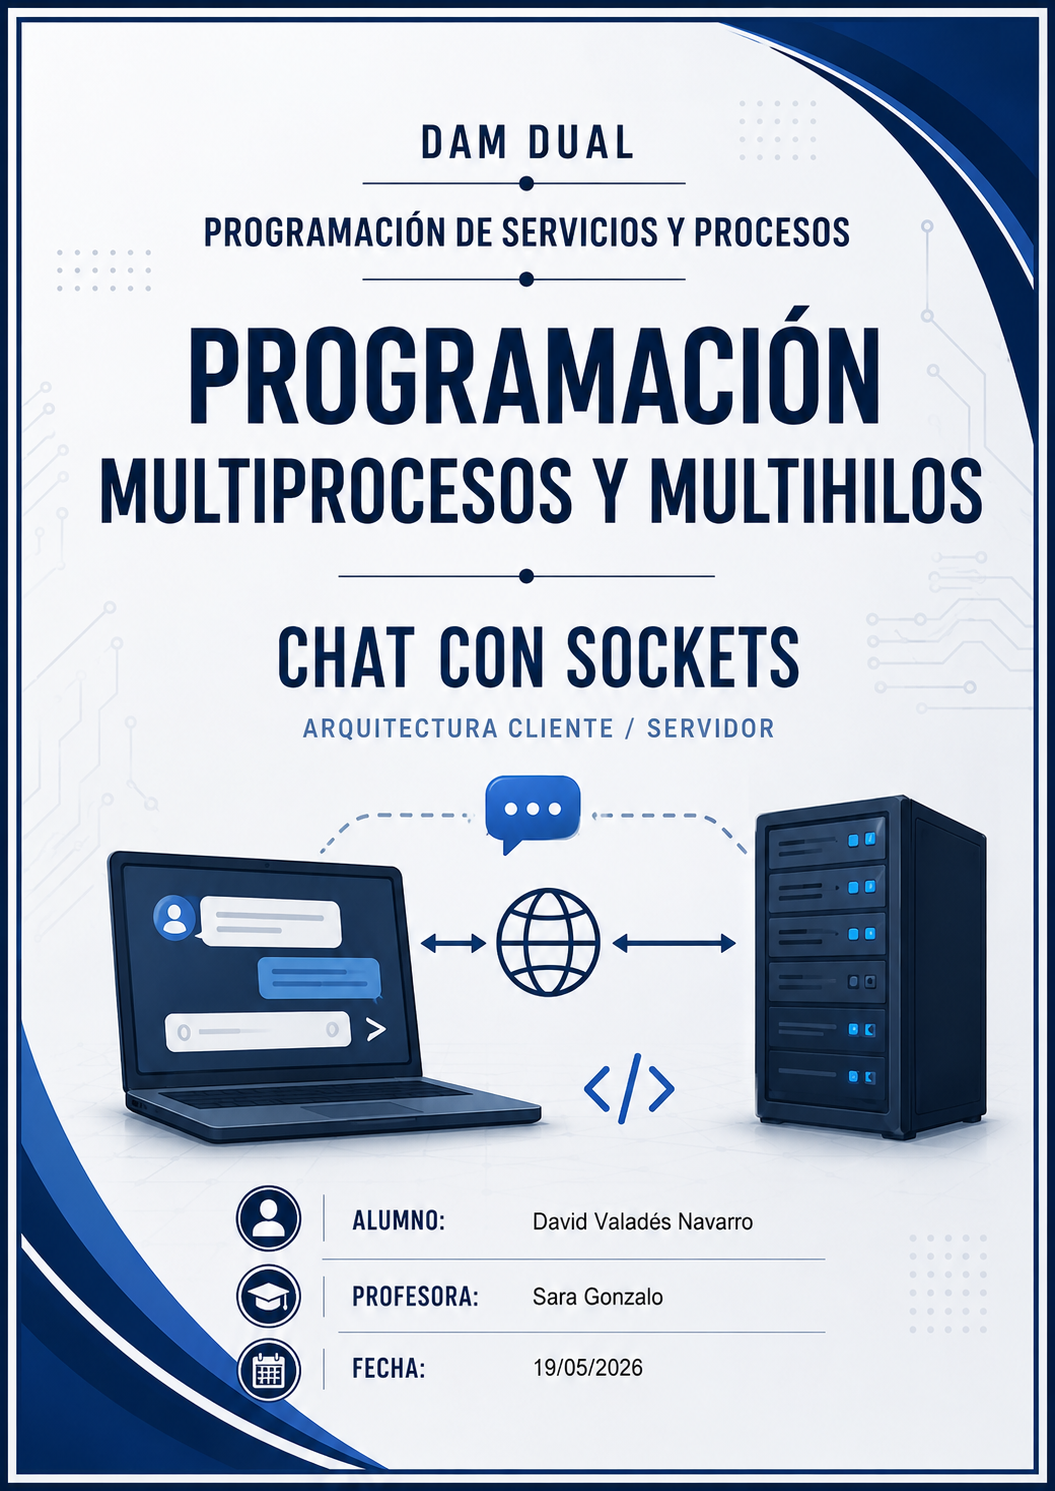 DAM DUAL
PROGRAMACIÓN DE SERVICIOS Y PROCESOS
PROGRAMACIÓN
MULTIPROCESOS Y MULTIHILOS
CHAT CON SOCKETS
ARQUITECTURA CLIENTE / SERVIDOR
</>
ALUMNO: David Valadés Navarro
PROFESORA: Sara Gonzalo
FECHA: 19/05/2026